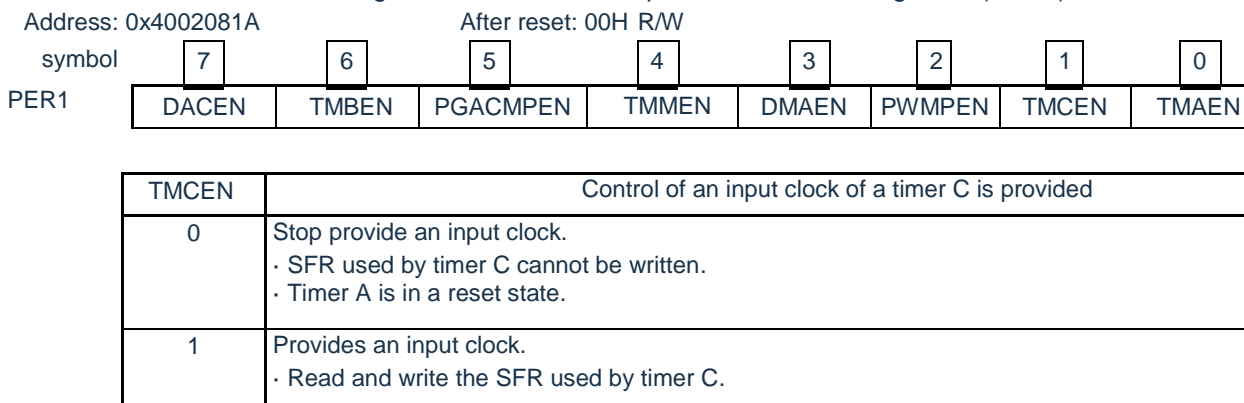 Address: 0x4002081A After reset: 00H R/W
symbol 7 6 5 4 3 2 1 0
PER1 DACEN TMBEN PGACMPEN TMMEN DMAEN PWMPEN TMCEN TMAEN
TMCEN Control of an input clock of a timer C is provided
0 Stop provide an input clock.
· SFR used by timer C cannot be written.
· Timer A is in a reset state.
1 Provides an input clock.
· Read and write the SFR used by timer C.